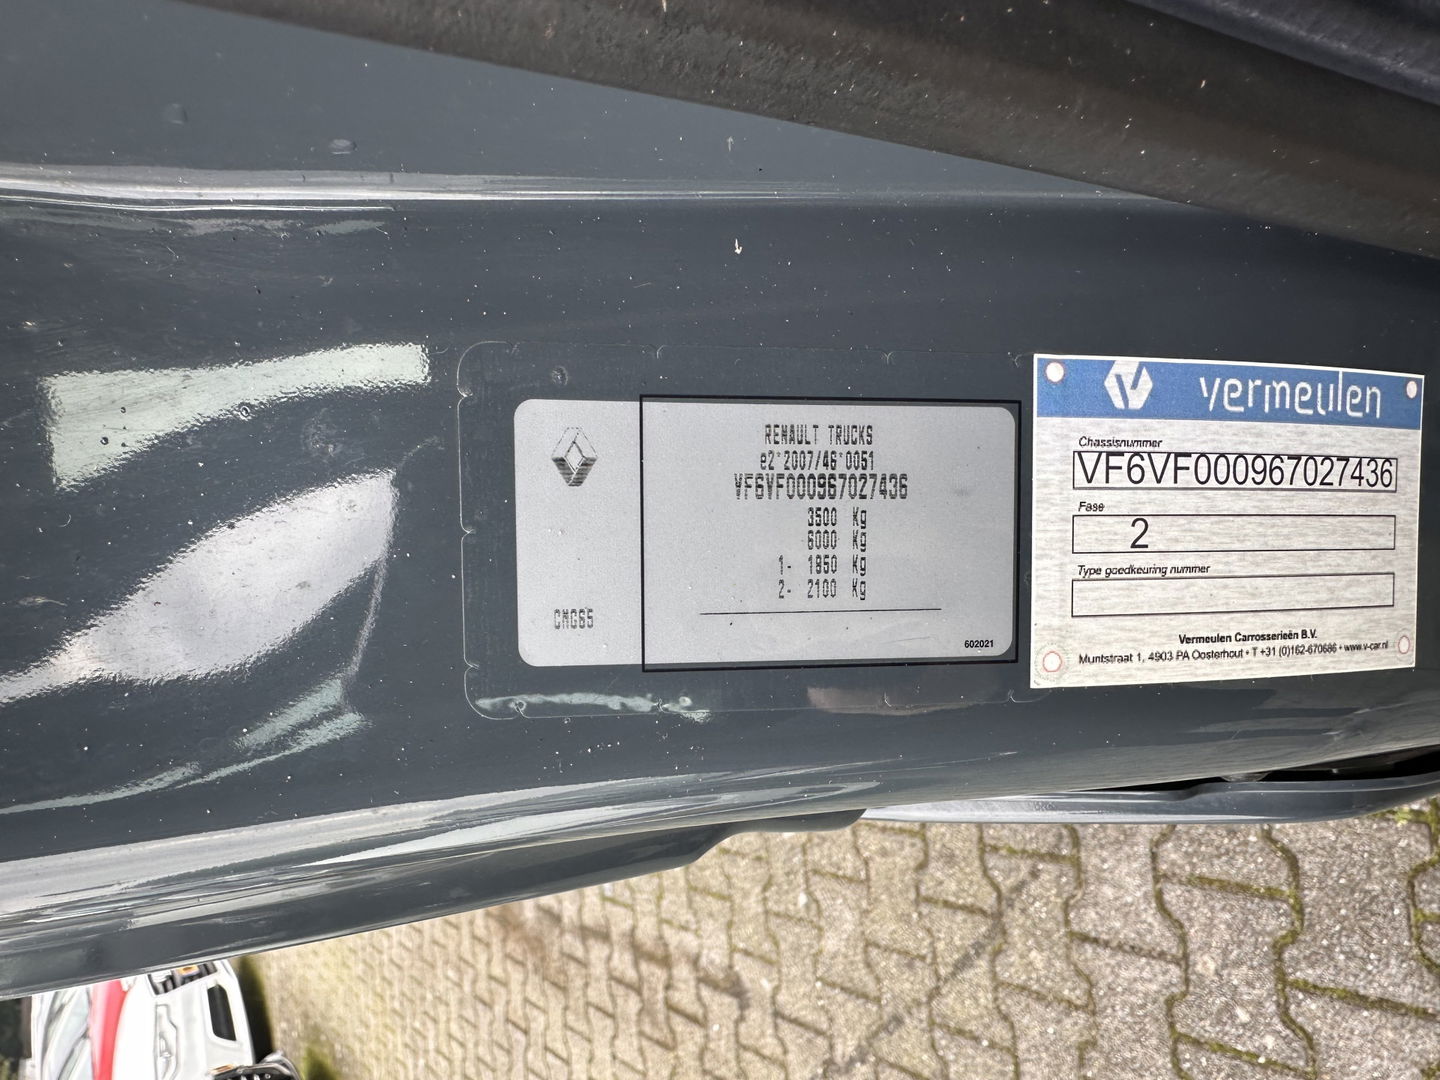 RENAULT TRUCKS
e2*2007/46*0051
VF6VF000967027436
3500 Kg
6000 Kg
1- 1850 Kg
2- 2100 Kg
CNG65
602021
vermeulen
Chassisnummer
VF6VF000967027436
Fase
2
Type goedkeuring nummer
Vermeulen Carrosserieën B.V.
Muntstraat 1, 4903 PA Oosterhout • T +31 (0)162-670686 • www.v-car.nl